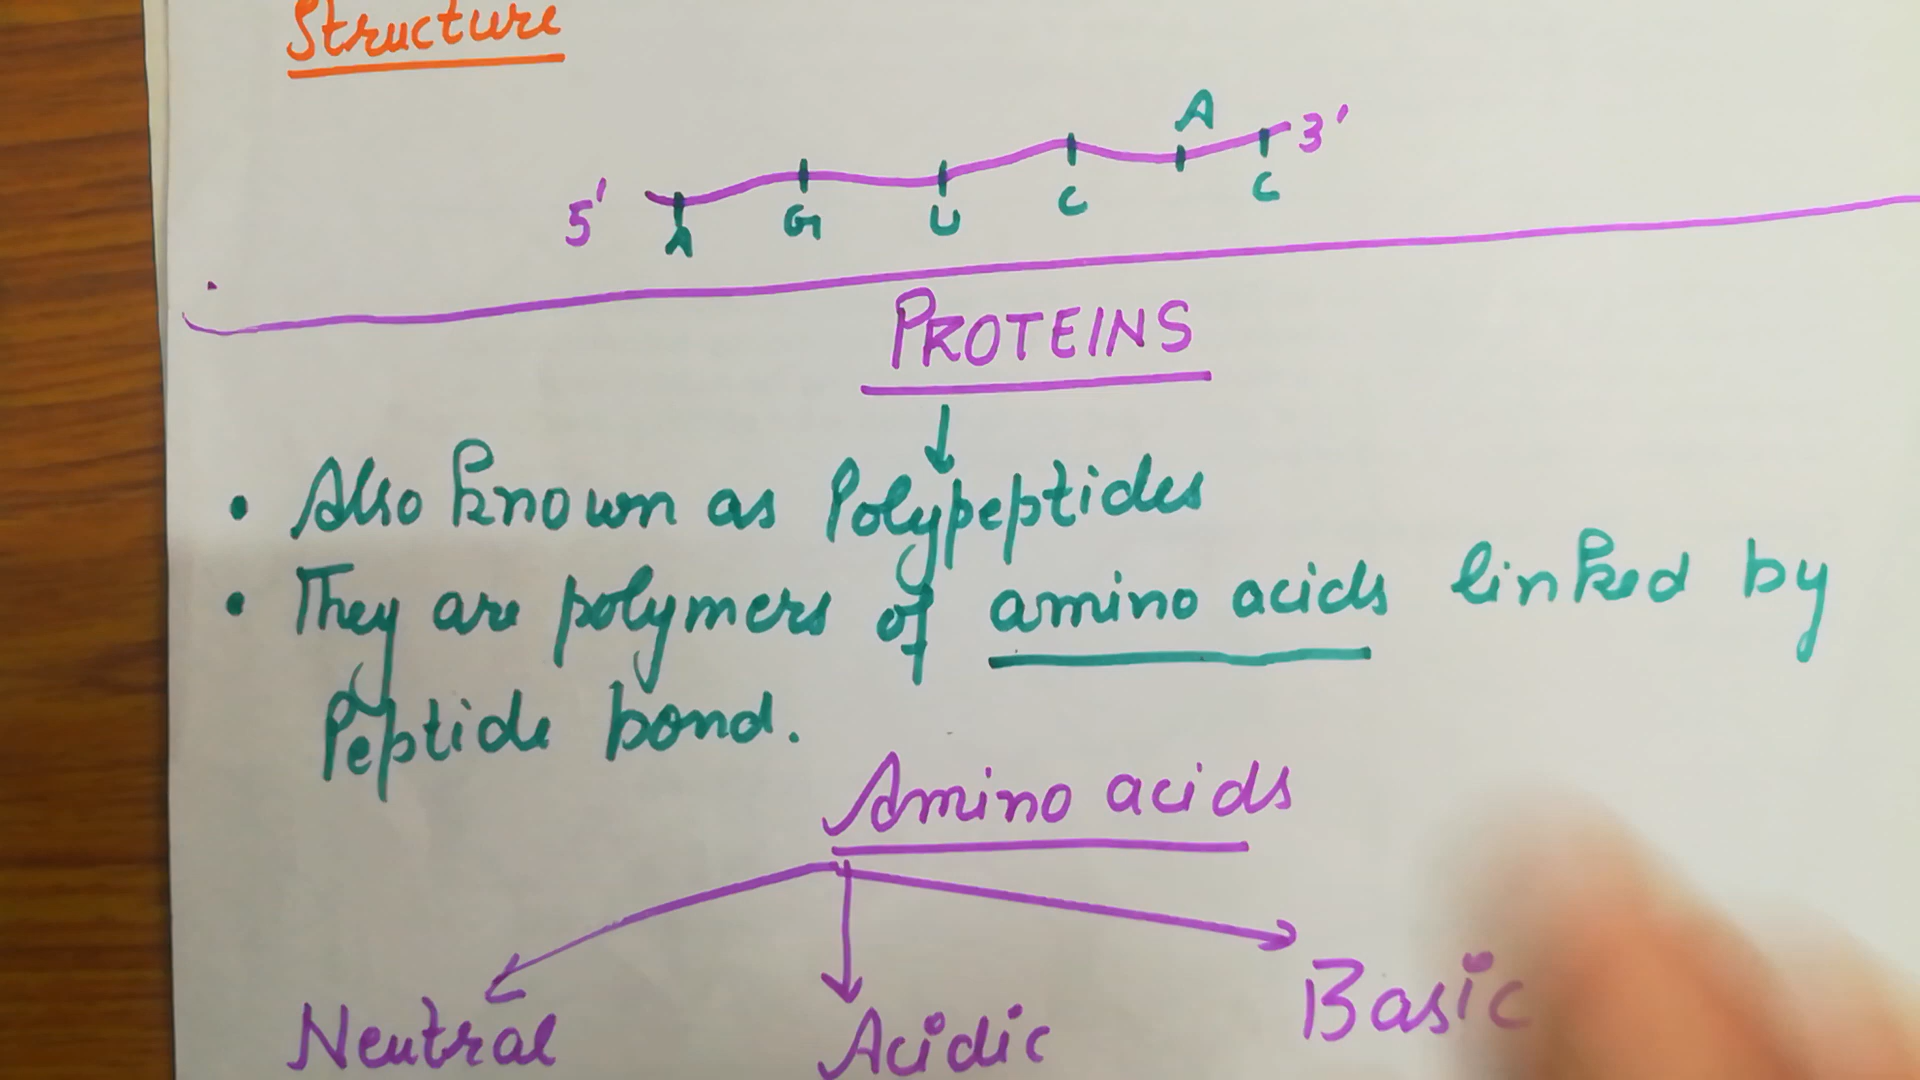 Structure
5' A G U C A C 3'
PROTEINS
• Also known as Polypeptides
• They are polymers of amino acids linked by
Peptide bond.
Amino acids
Neutral Acidic Basic